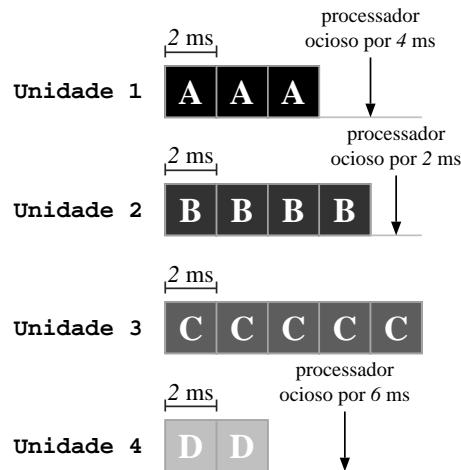 processador
ocioso por 4 ms
2 ms
Unidade 1
A A A
processador
ocioso por 2 ms
2 ms
Unidade 2
B B B B
2 ms
Unidade 3
C C C C C
processador
ocioso por 6 ms
2 ms
Unidade 4
D D